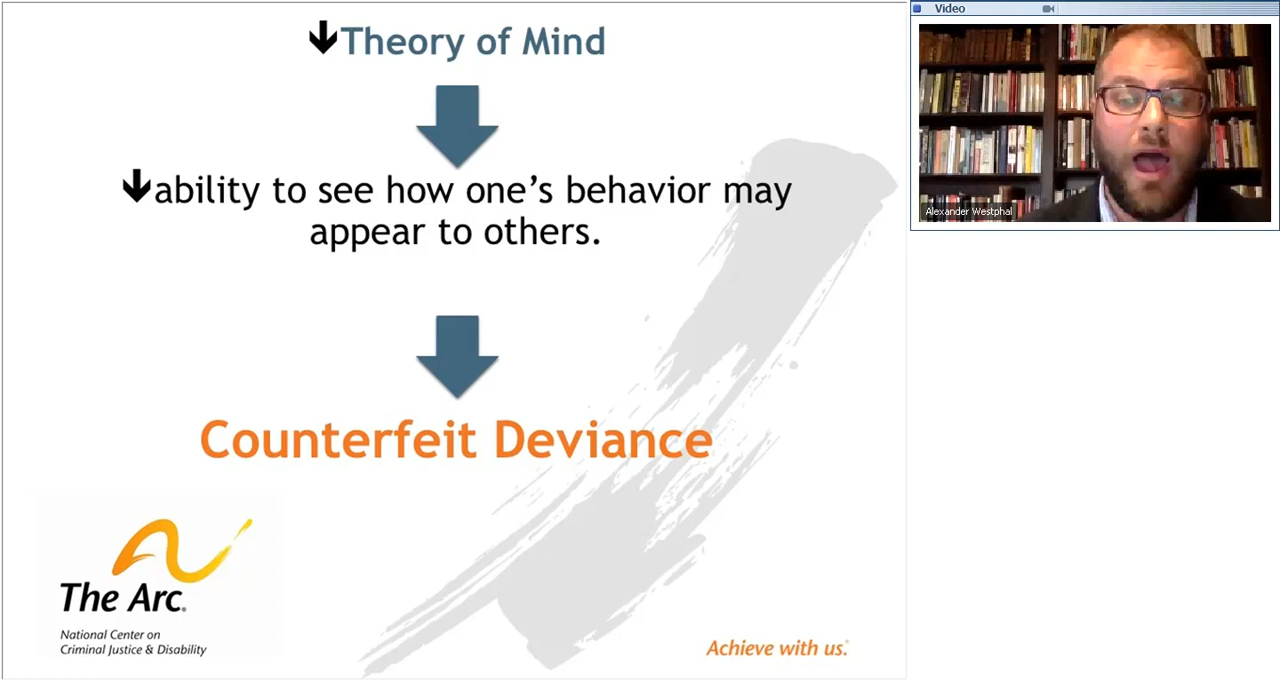 Theory of Mind
ability to see how one's behavior may
appear to others.
Counterfeit Deviance
The Arc®
National Center on
Criminal Justice & Disability
Achieve with us.®
Video
Alexander Westphal